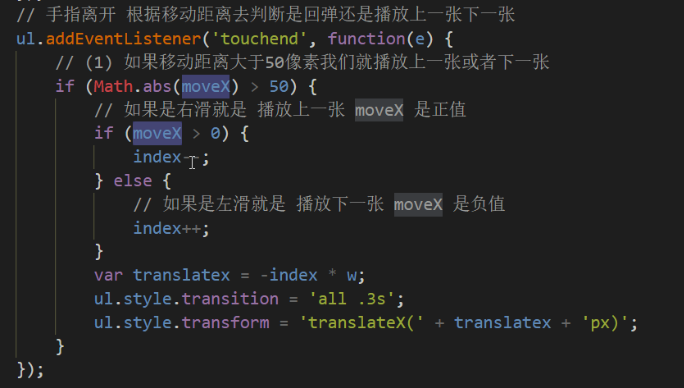 // 手指离开 根据移动距离去判断是回弹还是播放上一张下一张
ul.addEventListener('touchend', function(e) {
// (1) 如果移动距离大于50像素我们就播放上一张或者下一张
if (Math.abs(moveX) > 50) {
// 如果是右滑就是 播放上一张 moveX 是正值
if (moveX > 0) {
index--;
} else {
// 如果是左滑就是 播放下一张 moveX 是负值
index++;
}
var translatex = -index * w;
ul.style.transition = 'all .3s';
ul.style.transform = 'translateX(' + translatex + 'px)';
}
});